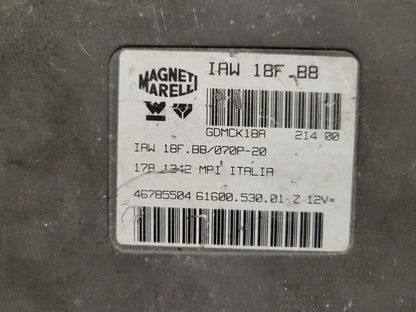 IAW 18F.B8
MAGNETI
MARELLI
GDMCK18A 214 00
IAW 18F.B8/070P-20
178 1342 MPI ITALIA
46785504 61600.530.01 Z 12V=